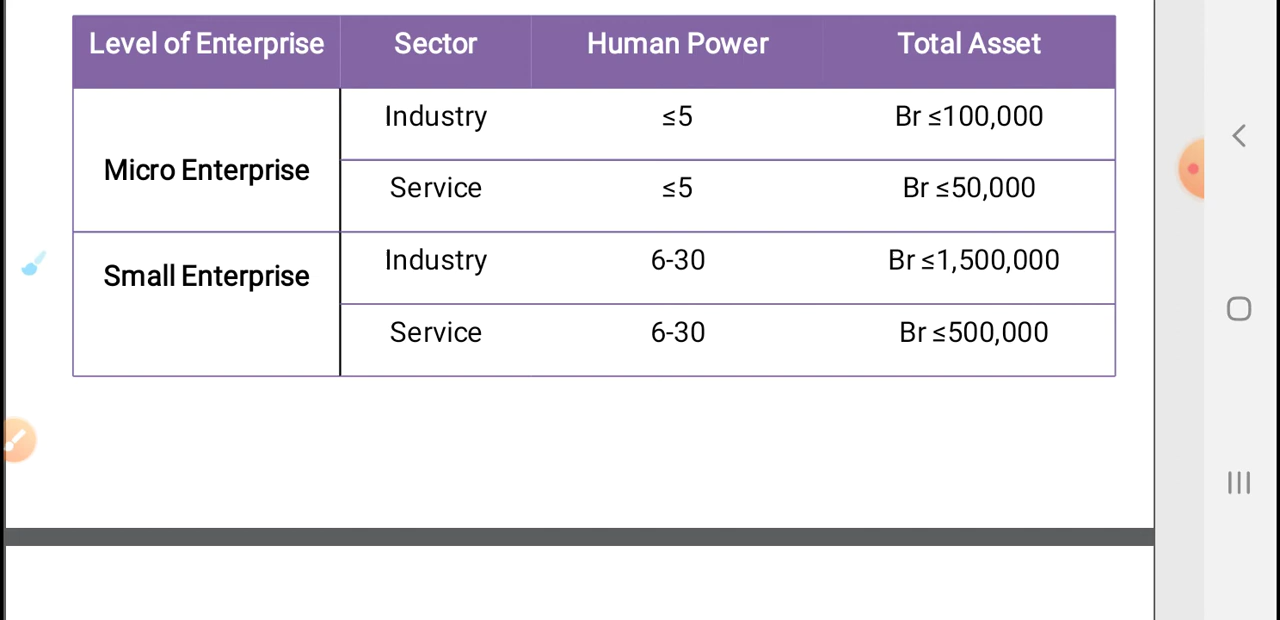 Level of Enterprise Sector Human Power Total Asset
Industry ≤5 Br ≤100,000
Micro Enterprise
Service ≤5 Br ≤50,000
Industry 6-30 Br ≤1,500,000
Small Enterprise
Service 6-30 Br ≤500,000